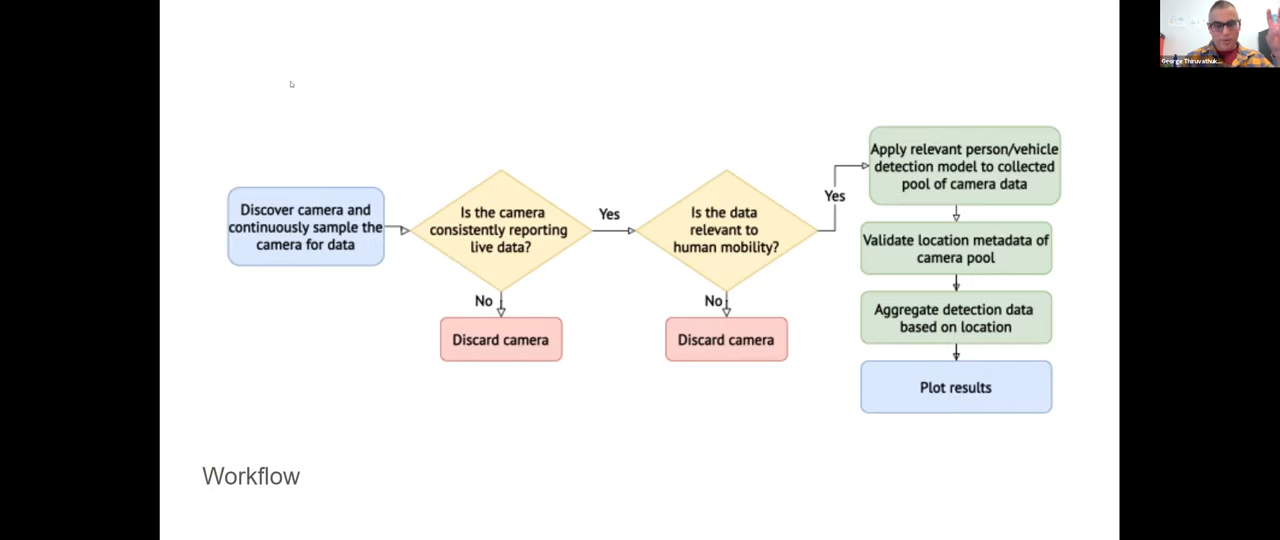 George Thiruvathuk...
Discover camera and
continuously sample the
camera for data
Is the camera
consistently reporting
live data?
Yes
No
Discard camera
Is the data
relevant to
human mobility?
Yes
No
Discard camera
Apply relevant person/vehicle
detection model to collected
pool of camera data
Validate location metadata of
camera pool
Aggregate detection data
based on location
Plot results
Workflow